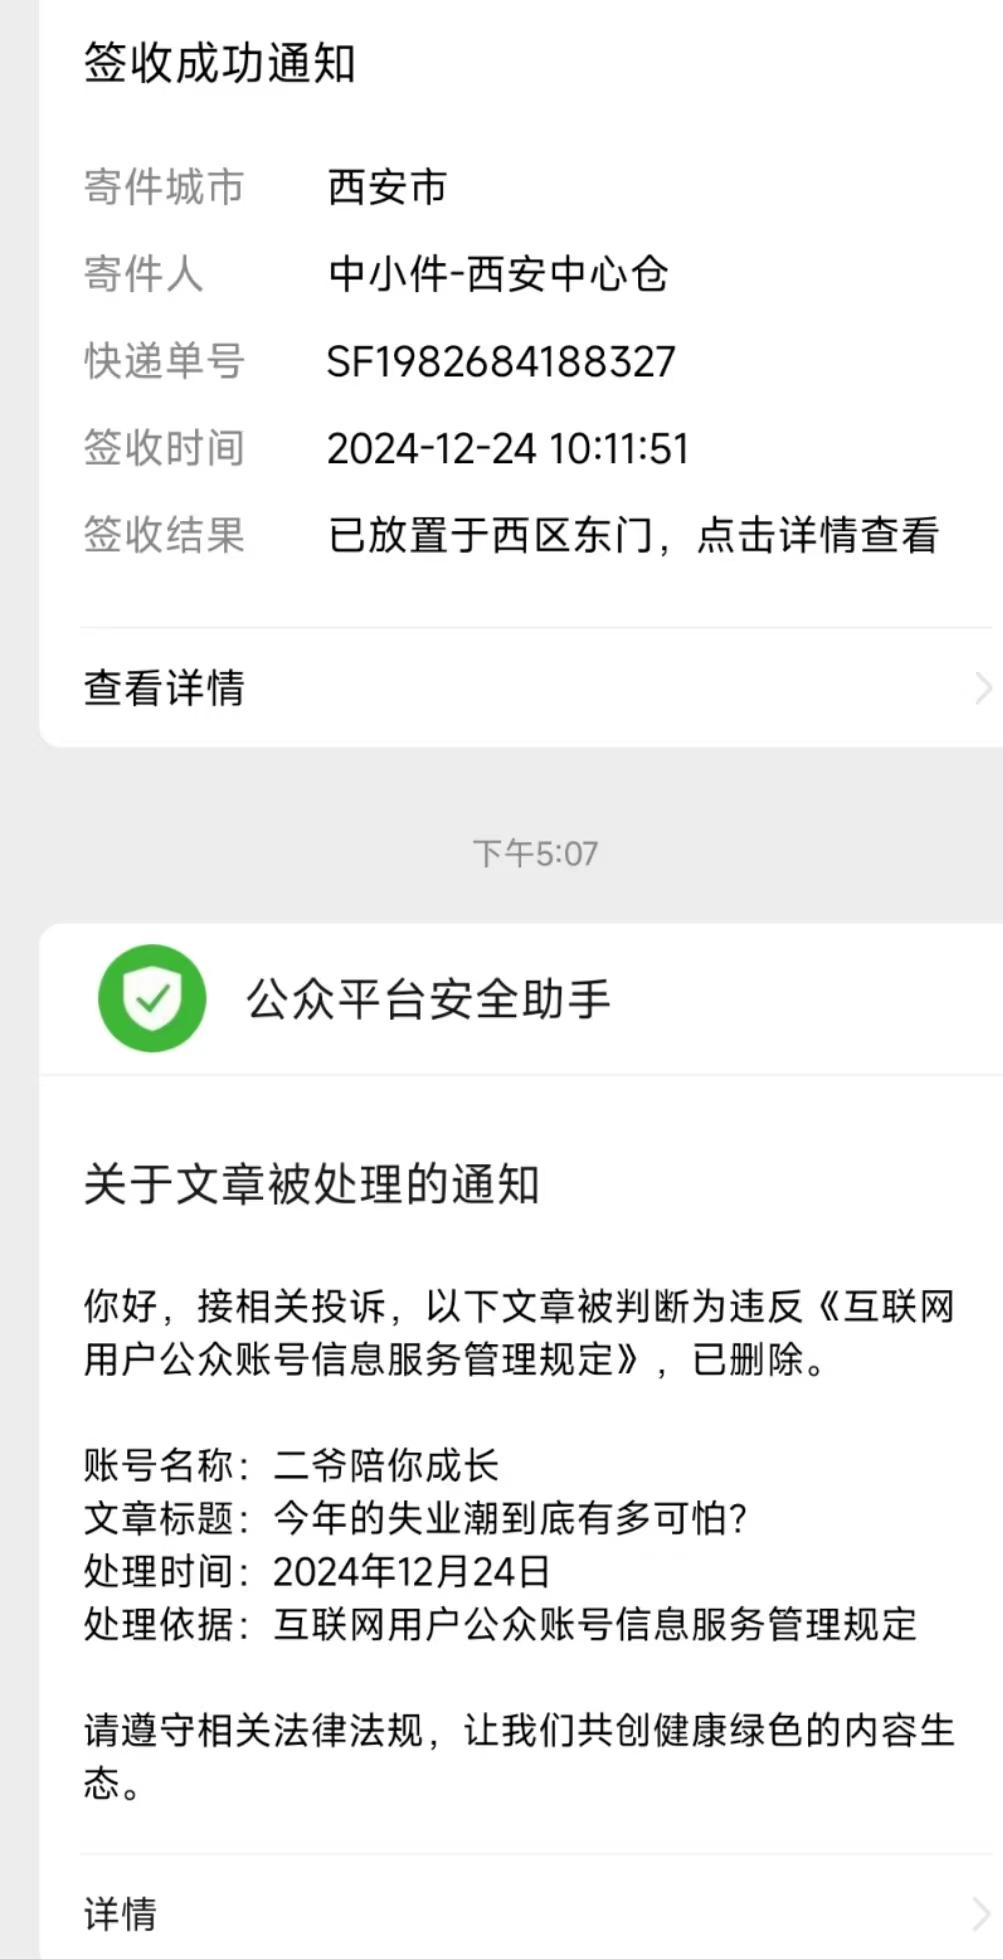 签收成功通知
寄件城市 西安市
寄件人 中小件-西安中心仓
快递单号 SF1982684188327
签收时间 2024-12-24 10:11:51
签收结果 已放置于西区东门，点击详情查看
查看详情
下午5:07
公众平台安全助手
关于文章被处理的通知
你好，接相关投诉，以下文章被判断为违反《互联网
用户公众账号信息服务管理规定》，已删除。
账号名称：二爷陪你成长
文章标题：今年的失业潮到底有多可怕？
处理时间：2024年12月24日
处理依据：互联网用户公众账号信息服务管理规定
请遵守相关法律法规，让我们共创健康绿色的内容生
态。
详情